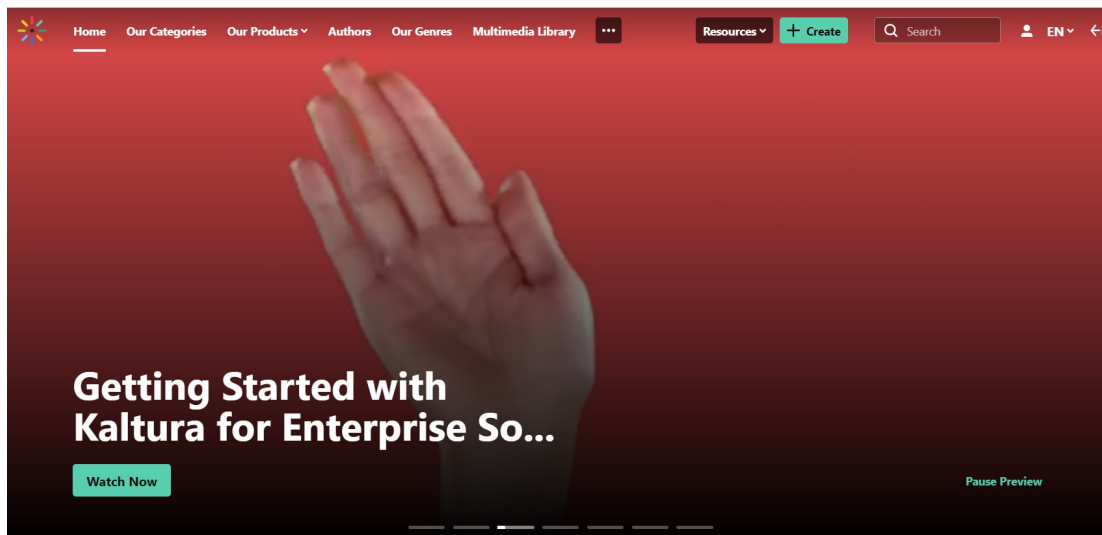 Home Our Categories Our Products Authors Our Genres Multimedia Library ••• Resources + Create Search EN
Getting Started with
Kaltura for Enterprise So...
Watch Now
Pause Preview